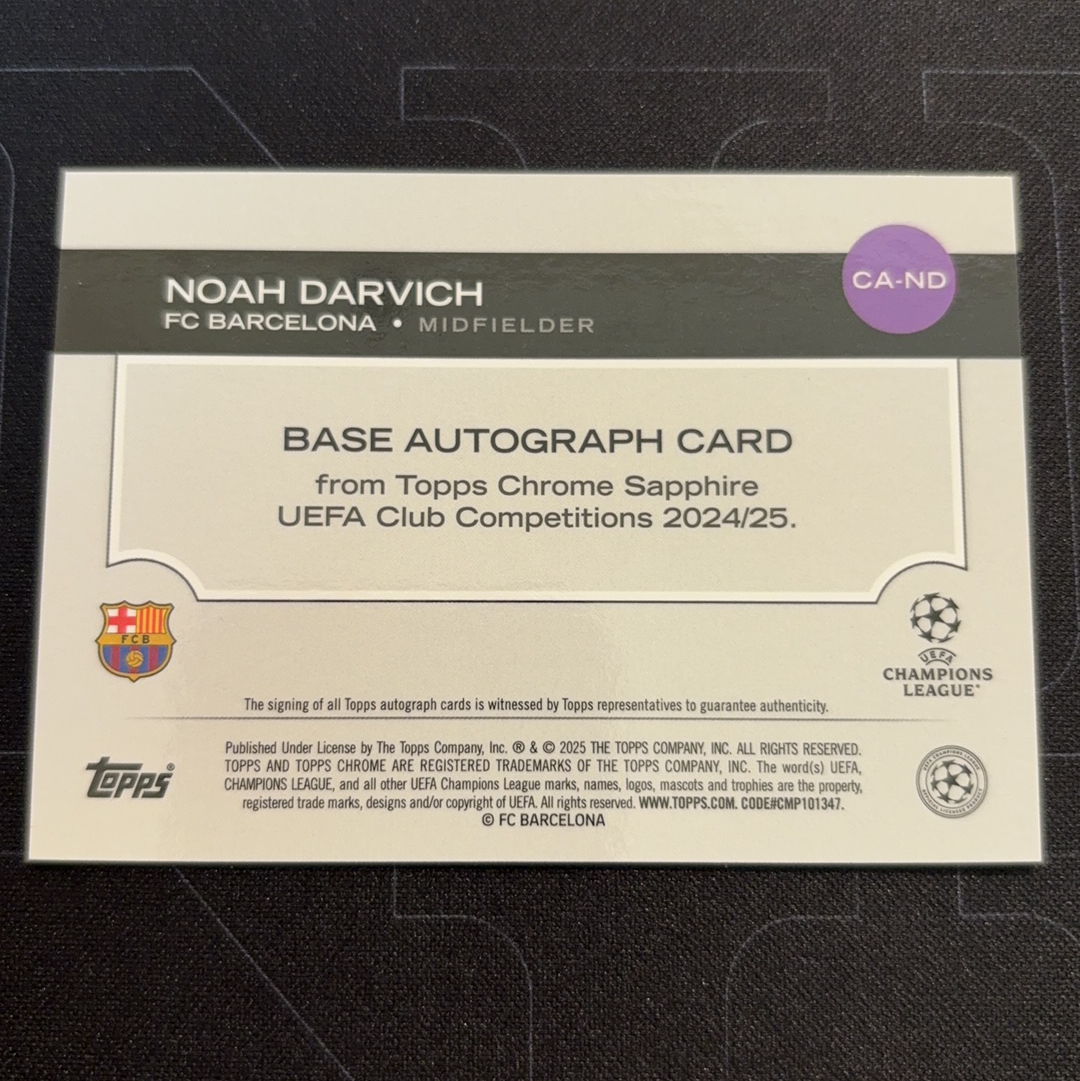 NOAH DARVICH
FC BARCELONA • MIDFIELDER
CA-ND
BASE AUTOGRAPH CARD
from Topps Chrome Sapphire
UEFA Club Competitions 2024/25.
FCB
UEFA
CHAMPIONS
LEAGUE
The signing of all Topps autograph cards is witnessed by Topps representatives to guarantee authenticity.
Topps®
Published Under License by The Topps Company, Inc. ® & © 2025 THE TOPPS COMPANY, INC. ALL RIGHTS RESERVED.
TOPPS AND TOPPS CHROME ARE REGISTERED TRADEMARKS OF THE TOPPS COMPANY, INC. The word(s) UEFA,
CHAMPIONS LEAGUE, and all other UEFA Champions League marks, names, logos, mascots and trophies are the property,
registered trade marks, designs and/or copyright of UEFA. All rights reserved. WWW.TOPPS.COM. CODE#CMP101347.
© FC BARCELONA